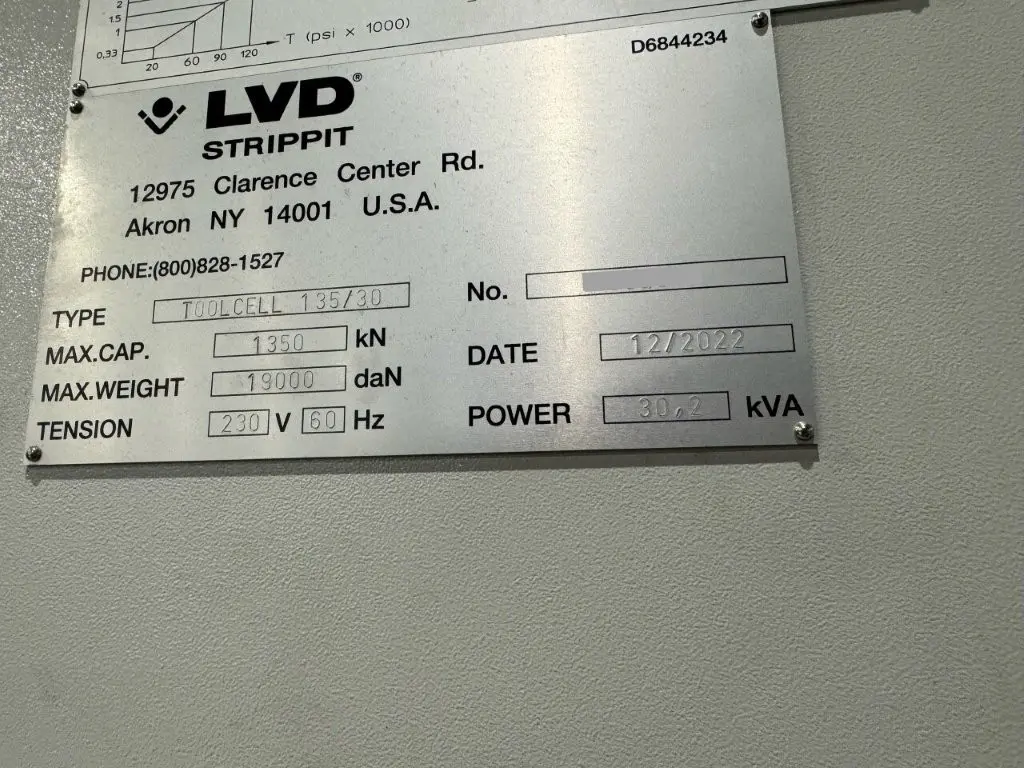 2
1.5
1
0.33
20 60 90 120
T (psi x 1000)
D6844234
LVD®
STRIPPIT
12975 Clarence Center Rd.
Akron NY 14001 U.S.A.
PHONE:(800)828-1527
TYPE TOOLCELL 135/30
No.
MAX.CAP. 1350 kN
DATE 12/2022
MAX.WEIGHT 19000 daN
TENSION 230 V 60 Hz
POWER 30,2 kVA